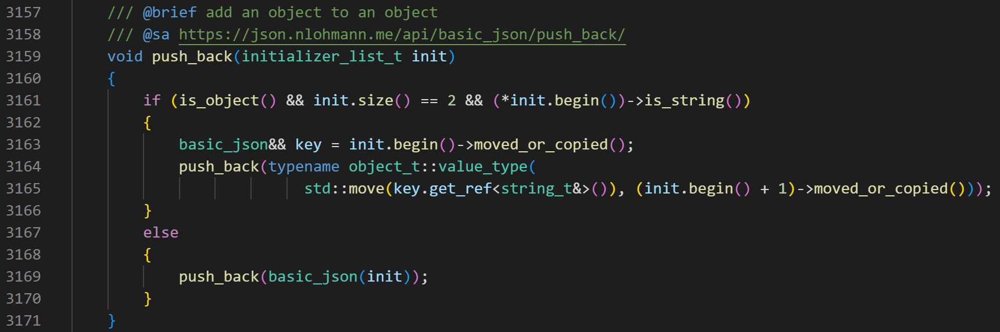 3157 /// @brief add an object to an object
3158 /// @sa https://json.nlohmann.me/api/basic_json/push_back/
3159 void push_back(initializer_list_t init)
3160 {
3161 if (is_object() && init.size() == 2 && (*init.begin())->is_string())
3162 {
3163 basic_json&& key = init.begin()->moved_or_copied();
3164 push_back(typename object_t::value_type(
3165 std::move(key.get_ref<string_t&>()), (init.begin() + 1)->moved_or_copied()));
3166 }
3167 else
3168 {
3169 push_back(basic_json(init));
3170 }
3171 }